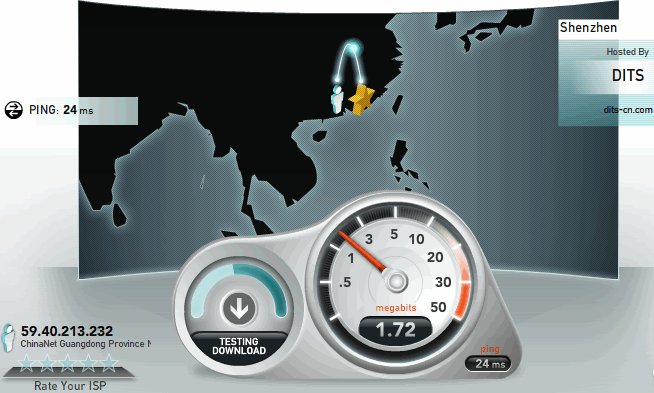 Shenzhen
Hosted By
DITS
dits-cn.com
PING: 24 ms
.5
1
3
5
10
20
30
50
megabits
1.72
TESTING
DOWNLOAD
ping
24 ms
59.40.213.232
ChinaNet Guangdong Province N
Rate Your ISP